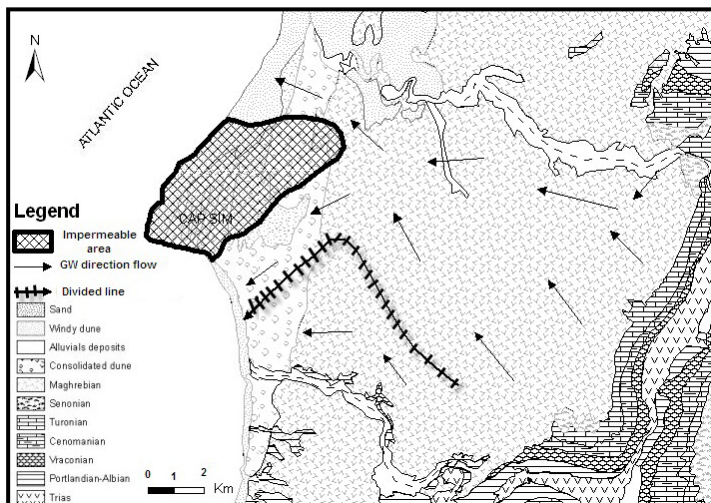 N
ATLANTIC OCEAN
CAP SIM
Legend
Impermeable
area
GW direction flow
Divided line
Sand
Windy dune
Alluvials deposits
Consolidated dune
Maghrebian
Senonian
Turonian
Cenomanian
Vraconian
Portlandian-Albian
Trias
0 1 2
Km